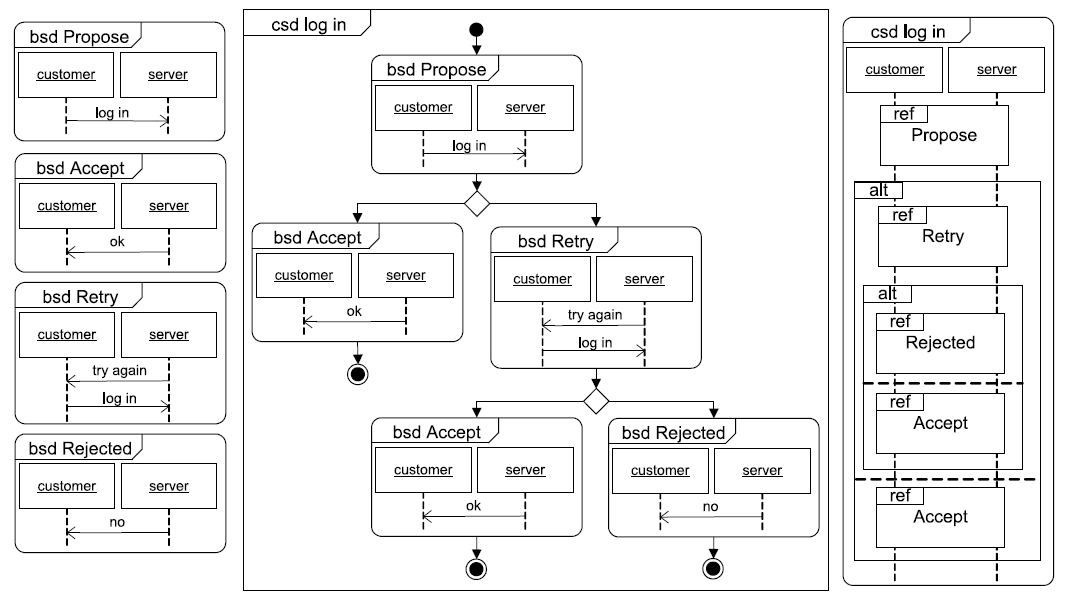 bsd Propose
customer server
log in
bsd Accept
customer server
ok
bsd Retry
customer server
try again
log in
bsd Rejected
customer server
no
csd log in
bsd Propose
customer server
log in
bsd Accept
customer server
ok
bsd Retry
customer server
try again
log in
bsd Accept
customer server
ok
bsd Rejected
customer server
no
csd log in
customer server
ref
Propose
alt
ref
Retry
alt
ref
Rejected
ref
Accept
ref
Accept